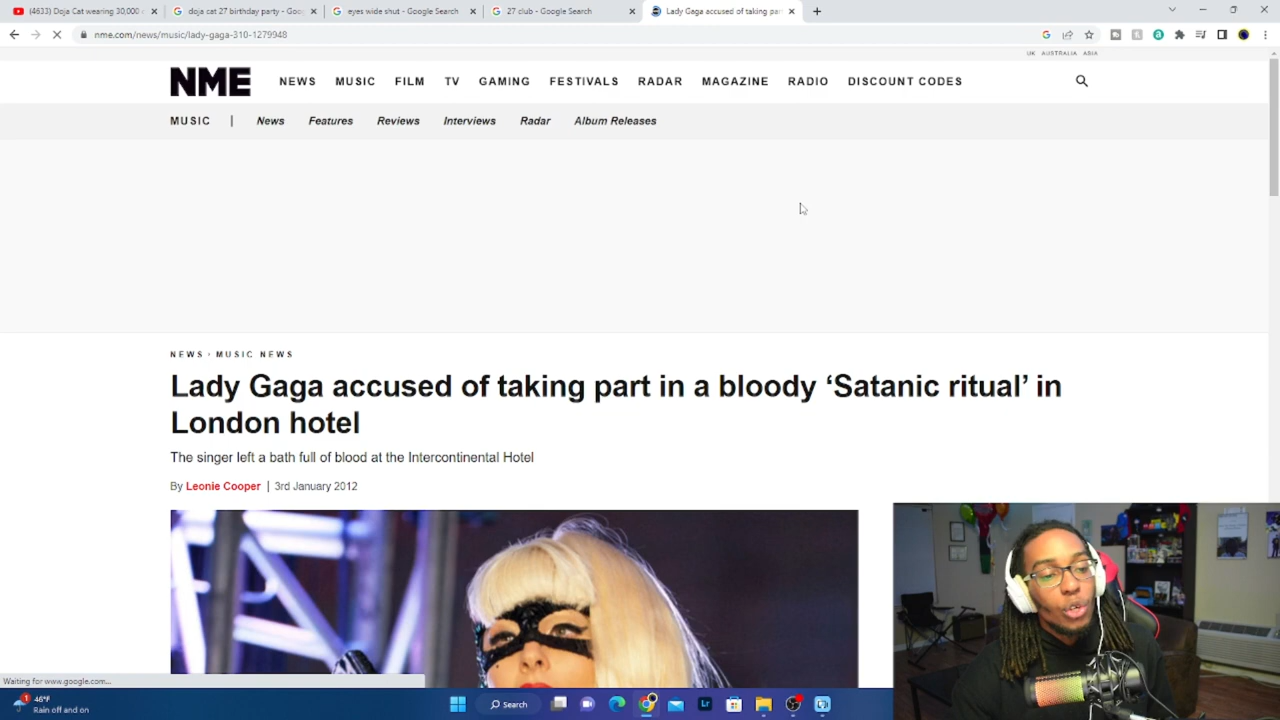 (4633) Doja Cat wearing 30,000
doja cat 27 birthday party - Goo
eyes wide shut - Google Search
27 club - Google Search
Lady Gaga accused of taking par
nme.com/news/music/lady-gaga-310-1279948
UK AUSTRALIA ASIA
NME NEWS MUSIC FILM TV GAMING FESTIVALS RADAR MAGAZINE RADIO DISCOUNT CODES
MUSIC | News Features Reviews Interviews Radar Album Releases
NEWS · MUSIC NEWS
Lady Gaga accused of taking part in a bloody ‘Satanic ritual’ in
London hotel
The singer left a bath full of blood at the Intercontinental Hotel
By Leonie Cooper | 3rd January 2012
Waiting for www.google.com...
1
46°F
Rain off and on
Search
Lr